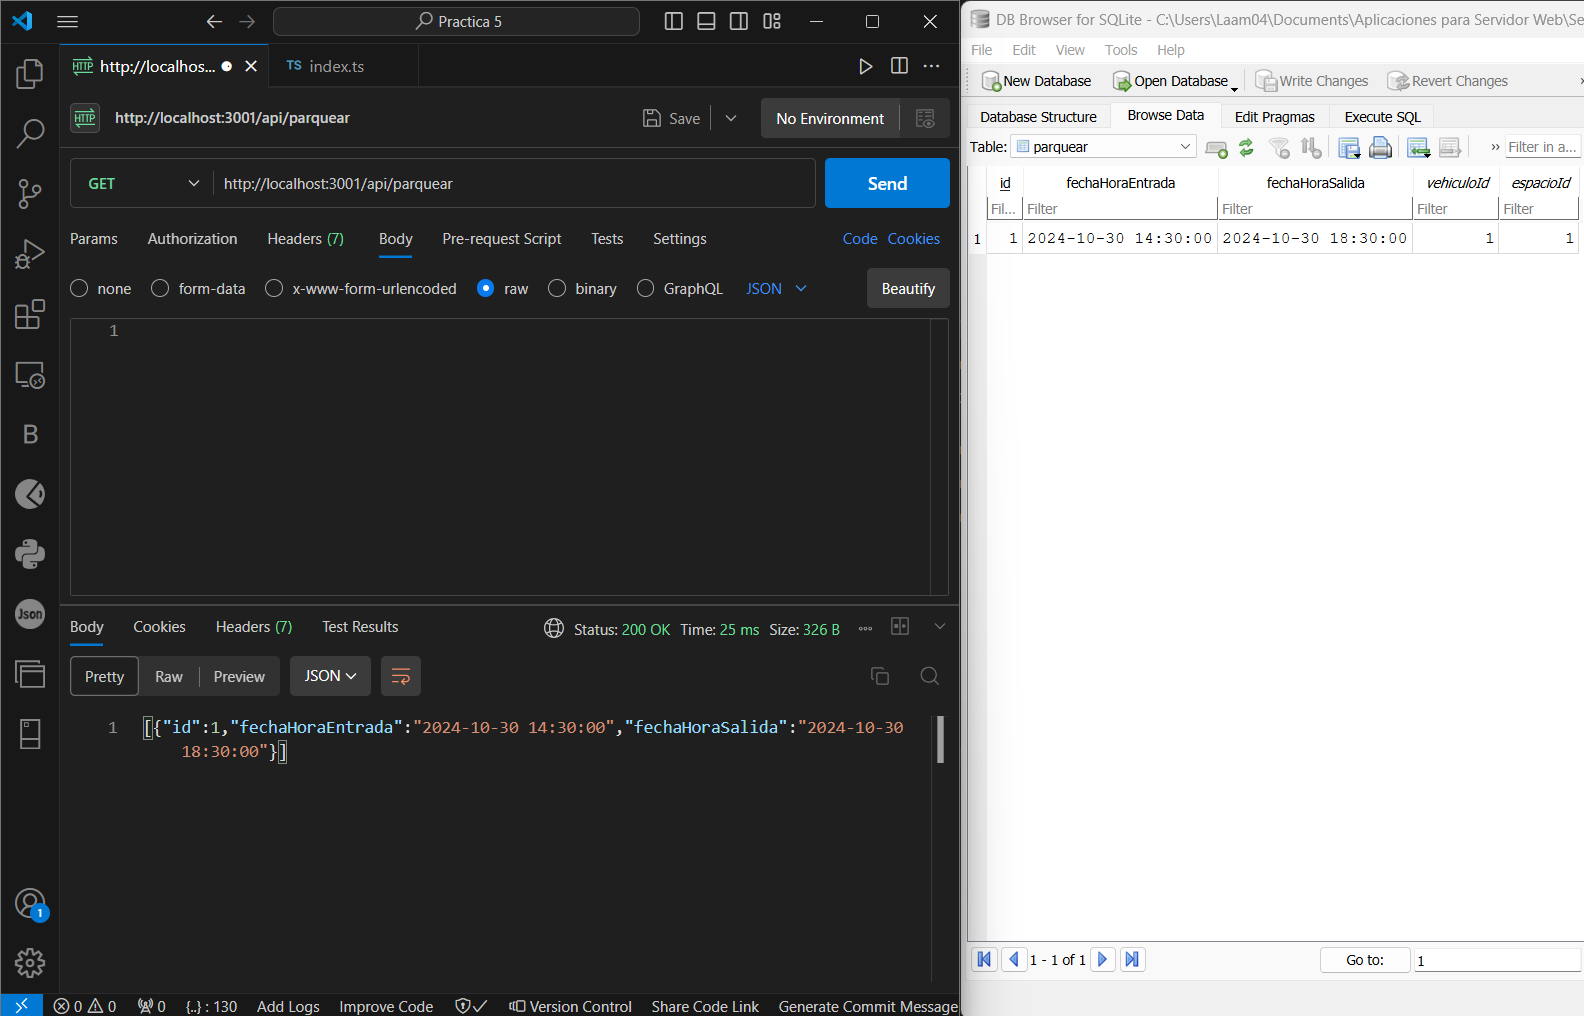 Practica 5
http://localhos...
TS index.ts
HTTP http://localhost:3001/api/parquear
Save
No Environment
GET
http://localhost:3001/api/parquear
Send
Params Authorization Headers (7) Body Pre-request Script Tests Settings Code Cookies
none form-data x-www-form-urlencoded raw binary GraphQL JSON Beautify
1
Body Cookies Headers (7) Test Results Status: 200 OK Time: 25 ms Size: 326 B
Pretty Raw Preview JSON
1 [{"id":1,"fechaHoraEntrada":"2024-10-30 14:30:00","fechaHoraSalida":"2024-10-30
18:30:00"}]
B
Json
1
0 0 0 {..} : 130 Add Logs Improve Code Version Control Share Code Link Generate Commit Message
DB Browser for SQLite - C:\Users\Laam04\Documents\Aplicaciones para Servidor Web\Se
File Edit View Tools Help
New Database Open Database Write Changes Revert Changes
Database Structure Browse Data Edit Pragmas Execute SQL
Table: parquear Filter in a...
id fechaHoraEntrada fechaHoraSalida vehiculoId espacioId
Fil... Filter Filter Filter Filter
1 1 2024-10-30 14:30:00 2024-10-30 18:30:00 1 1
1 - 1 of 1 Go to: 1